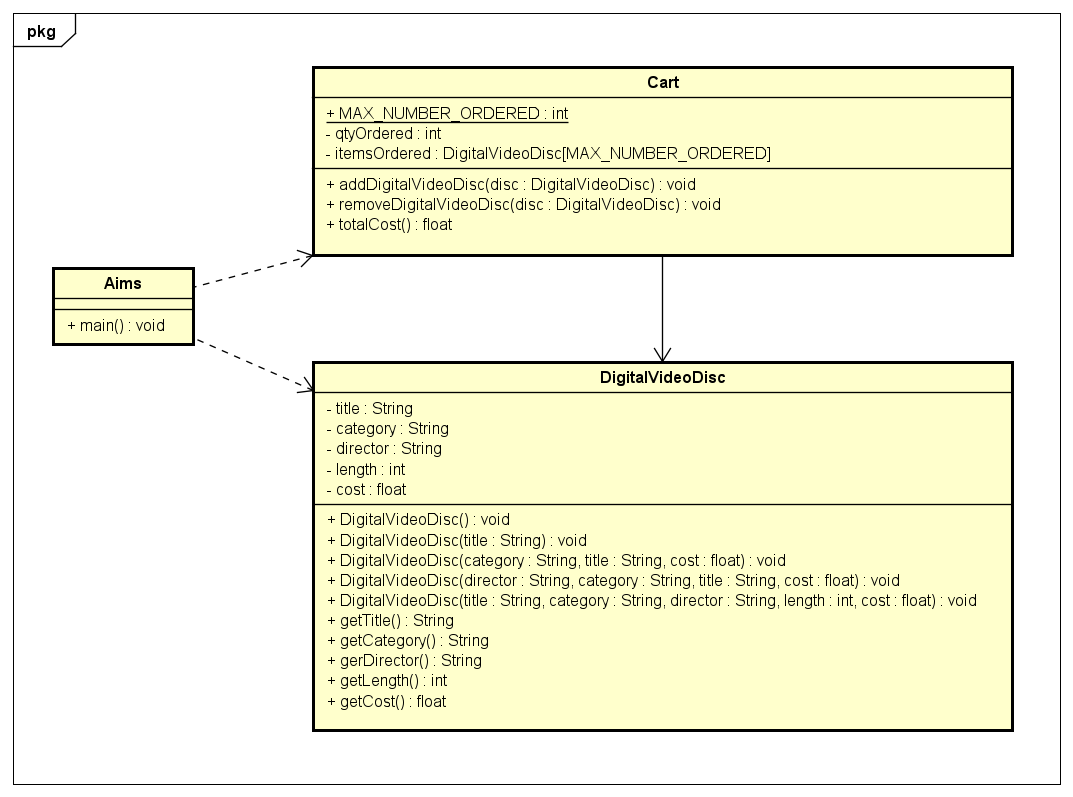 pkg
Cart
+ MAX_NUMBER_ORDERED : int
- qtyOrdered : int
- itemsOrdered : DigitalVideoDisc[MAX_NUMBER_ORDERED]
+ addDigitalVideoDisc(disc : DigitalVideoDisc) : void
+ removeDigitalVideoDisc(disc : DigitalVideoDisc) : void
+ totalCost() : float
Aims
+ main() : void
DigitalVideoDisc
- title : String
- category : String
- director : String
- length : int
- cost : float
+ DigitalVideoDisc() : void
+ DigitalVideoDisc(title : String) : void
+ DigitalVideoDisc(category : String, title : String, cost : float) : void
+ DigitalVideoDisc(director : String, category : String, title : String, cost : float) : void
+ DigitalVideoDisc(title : String, category : String, director : String, length : int, cost : float) : void
+ getTitle() : String
+ getCategory() : String
+ gerDirector() : String
+ getLength() : int
+ getCost() : float